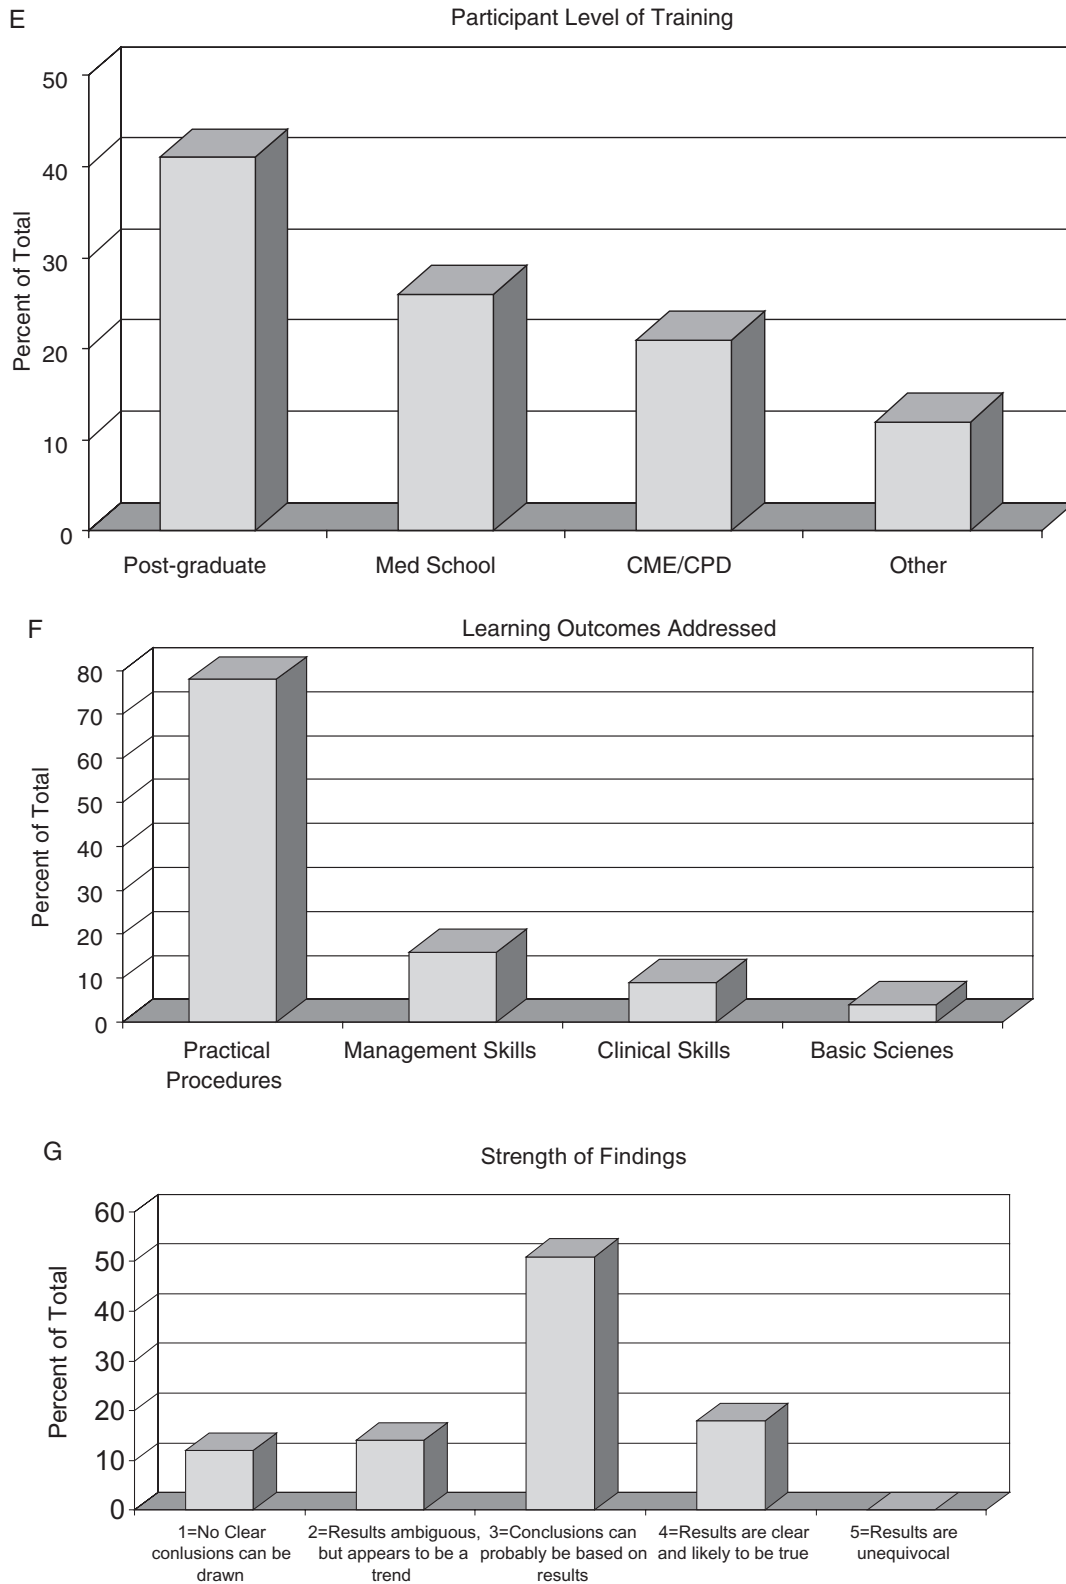 E
Participant Level of Training
Percent of Total
50
40
30
20
10
0
Post-graduate
Med School
CME/CPD
Other
F
Learning Outcomes Addressed
Percent of Total
80
70
60
50
40
30
20
10
0
Practical
Procedures
Management Skills
Clinical Skills
Basic Scienes
G
Strength of Findings
Percent of Total
60
50
40
30
20
10
0
1=No Clear
conlusions can be
drawn
2=Results ambiguous,
but appears to be a
trend
3=Conclusions can
probably be based on
results
4=Results are clear
and likely to be true
5=Results are
unequivocal